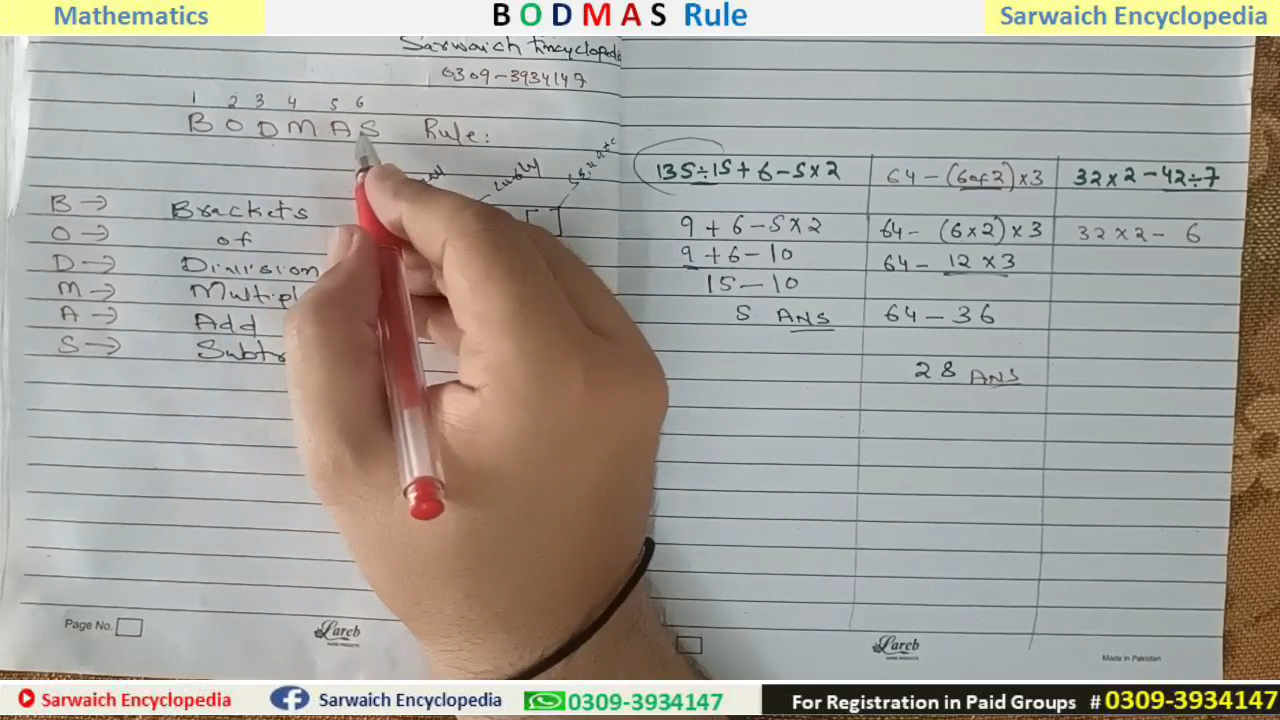 Mathematics
BODMAS Rule
Sarwaich Encyclopedia
Sarwaich Encyclopedia
0309-3934147
1 2 3 4 5 6
BODMAS Rule:
B → Brackets
O → of
D → Division
M → Multipl
A → Add
S → Subtr
135÷15+6-5×2
9+6-5×2
9+6-10
15-10
5 ANS
64-(6of2)×3
64-(6×2)×3
64-12×3
64-36
28 ANS
32×2-42÷7
32×2-6
Page No.
Lareb
Lareb
Made in Pakistan
Sarwaich Encyclopedia
Sarwaich Encyclopedia
0309-3934147
For Registration in Paid Groups # 0309-3934147